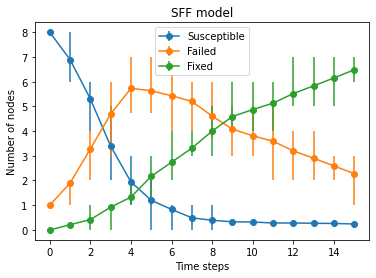 SFF model
Susceptible
Failed
Fixed
Number of nodes
8
7
6
5
4
3
2
1
0
0 2 4 6 8 10 12 14
Time steps